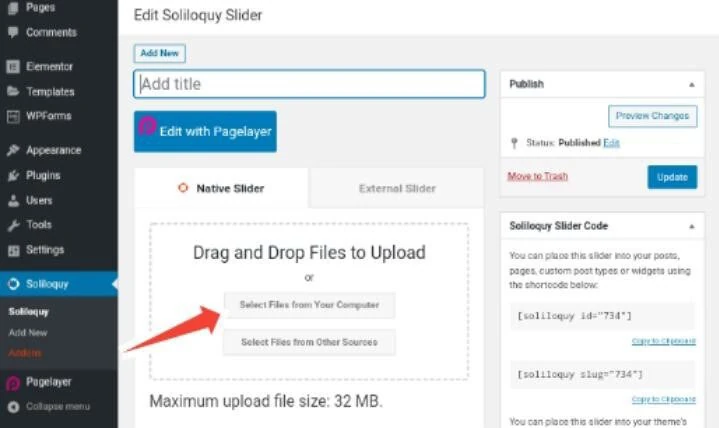 Pages
Comments
Elementor
Templates
WPForms
Appearance
Plugins
Users
Tools
Settings
Soliloquy
Soliloquy
Add New
Addons
Pagelayer
Collapse menu
Edit Soliloquy Slider
Add New
Add title
Edit with Pagelayer
Native Slider
External Slider
Drag and Drop Files to Upload
or
Select Files from Your Computer
Select Files from Other Sources
Maximum upload file size: 32 MB.
Publish
Preview Changes
Status: Published Edit
Move to Trash
Update
Soliloquy Slider Code
You can place this slider into your posts,
pages, custom post types or widgets using
the shortcode below:
[soliloquy id="734"]
Copy to Clipboard
[soliloquy slug="734"]
Copy to Clipboard
You can place this slider into your theme's